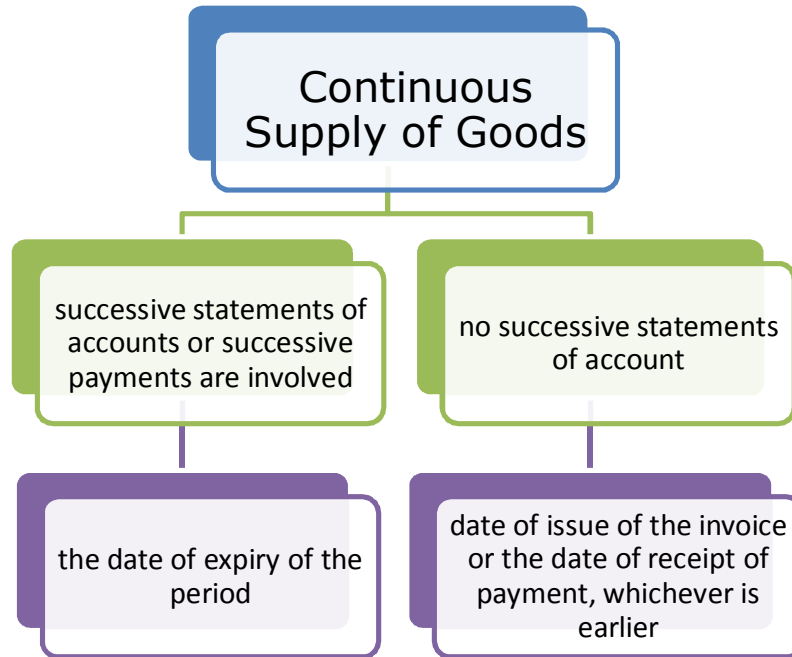 Continuous
Supply of Goods
successive statements of
accounts or successive
payments are involved
no successive statements
of account
the date of expiry of the
period
date of issue of the invoice
or the date of receipt of
payment, whichever is
earlier